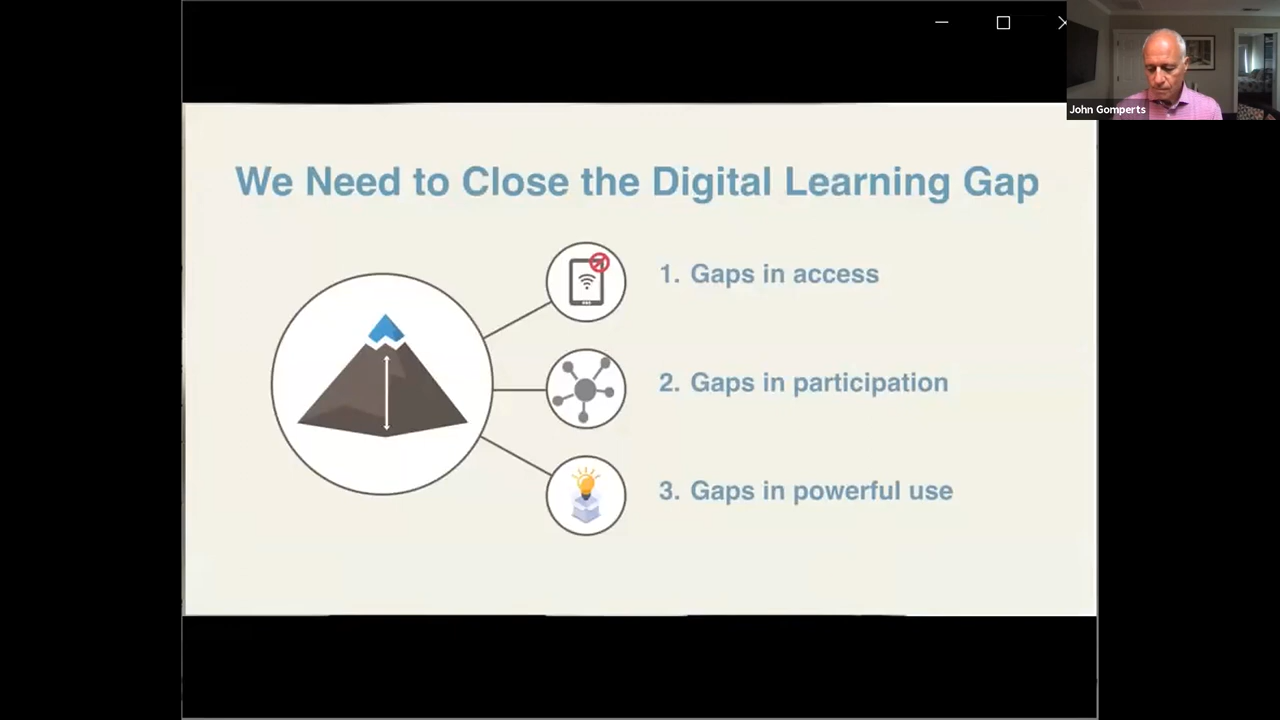 John Gomperts
We Need to Close the Digital Learning Gap
1. Gaps in access
2. Gaps in participation
3. Gaps in powerful use